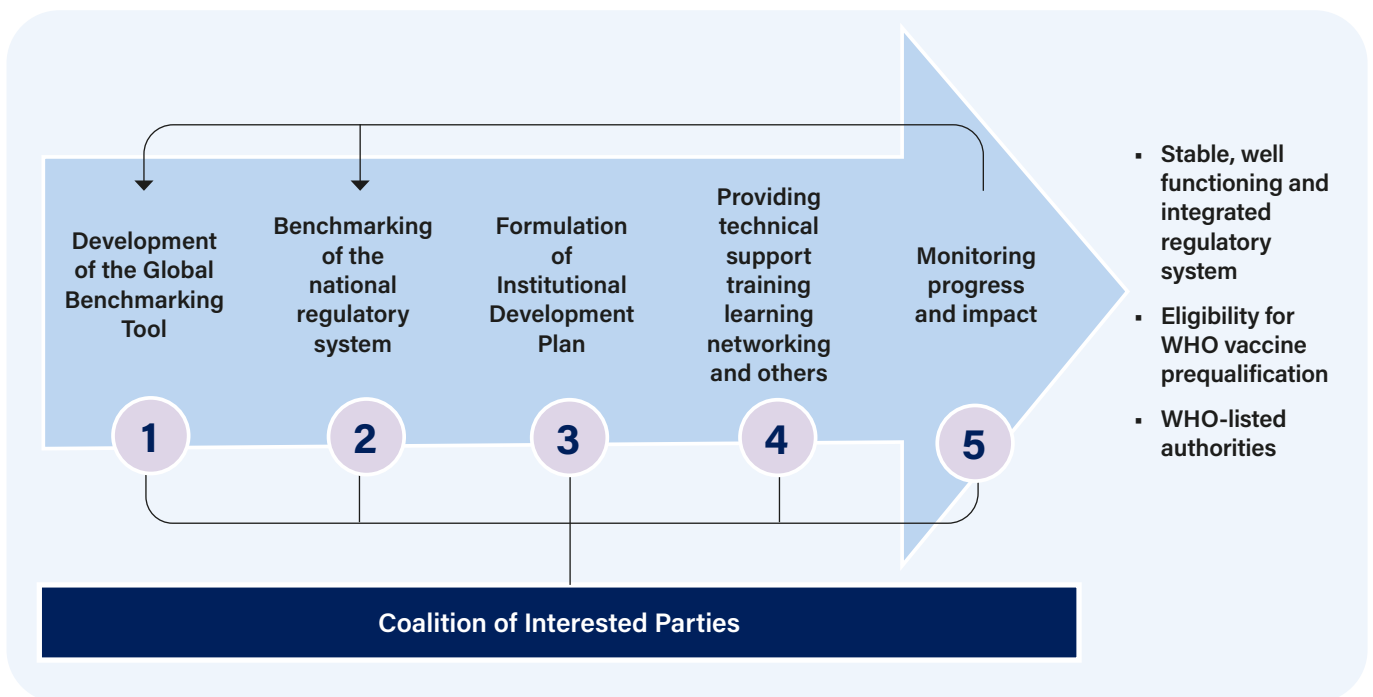 Development
of the Global
Benchmarking
Tool
1
Benchmarking
of the
national
regulatory
system
2
Formulation
of
Institutional
Development
Plan
3
Providing
technical
support
training
learning
networking
and others
4
Monitoring
progress
and impact
5
▪ Stable, well
functioning and
integrated
regulatory
system
▪ Eligibility for
WHO vaccine
prequalification
▪ WHO-listed
authorities
Coalition of Interested Parties